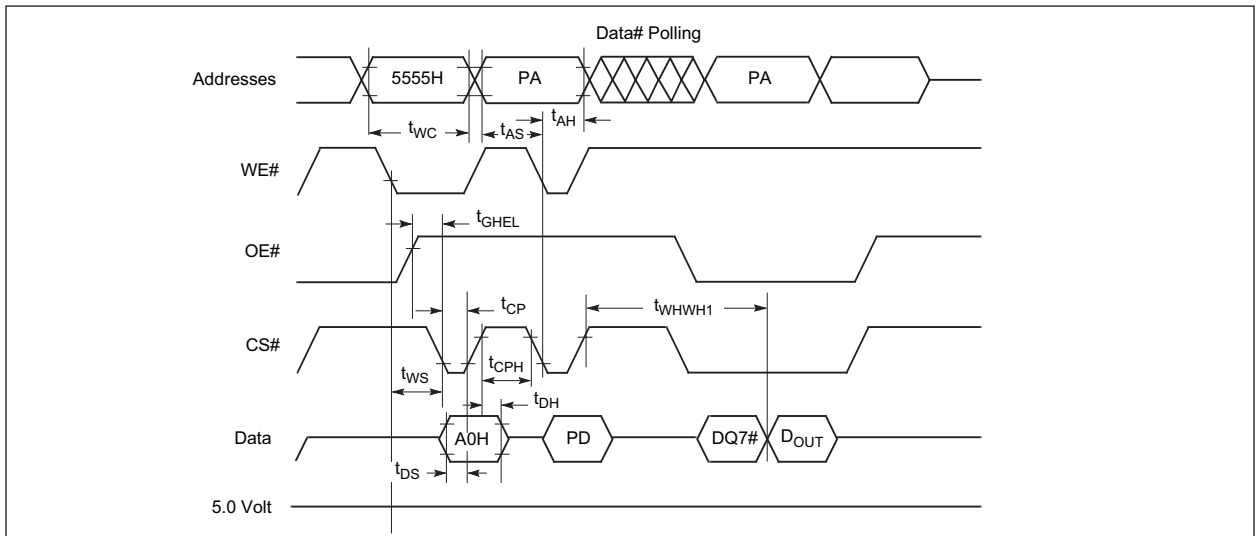 Data# Polling
Addresses
5555H
PA
PA
tWC
tAS
tAH
WE#
tGHEL
OE#
tCP
tWHWH1
CS#
tWS
tCPH
tDH
Data
A0H
PD
DQ7#
DOUT
tDS
5.0 Volt